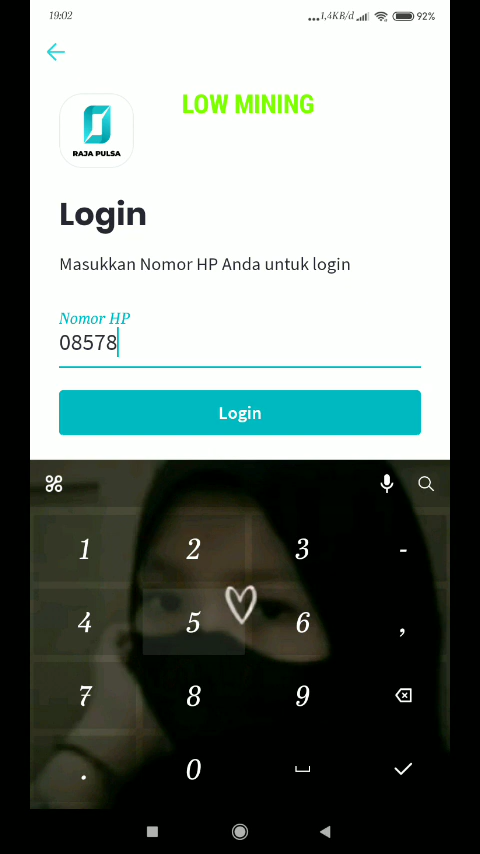 19:02
...1,4KB/d
92%
LOW MINING
RAJA PULSA
Login
Masukkan Nomor HP Anda untuk login
Nomor HP
08578
Login
1 2 3 -
4 5 6 ,
7 8 9
. 0